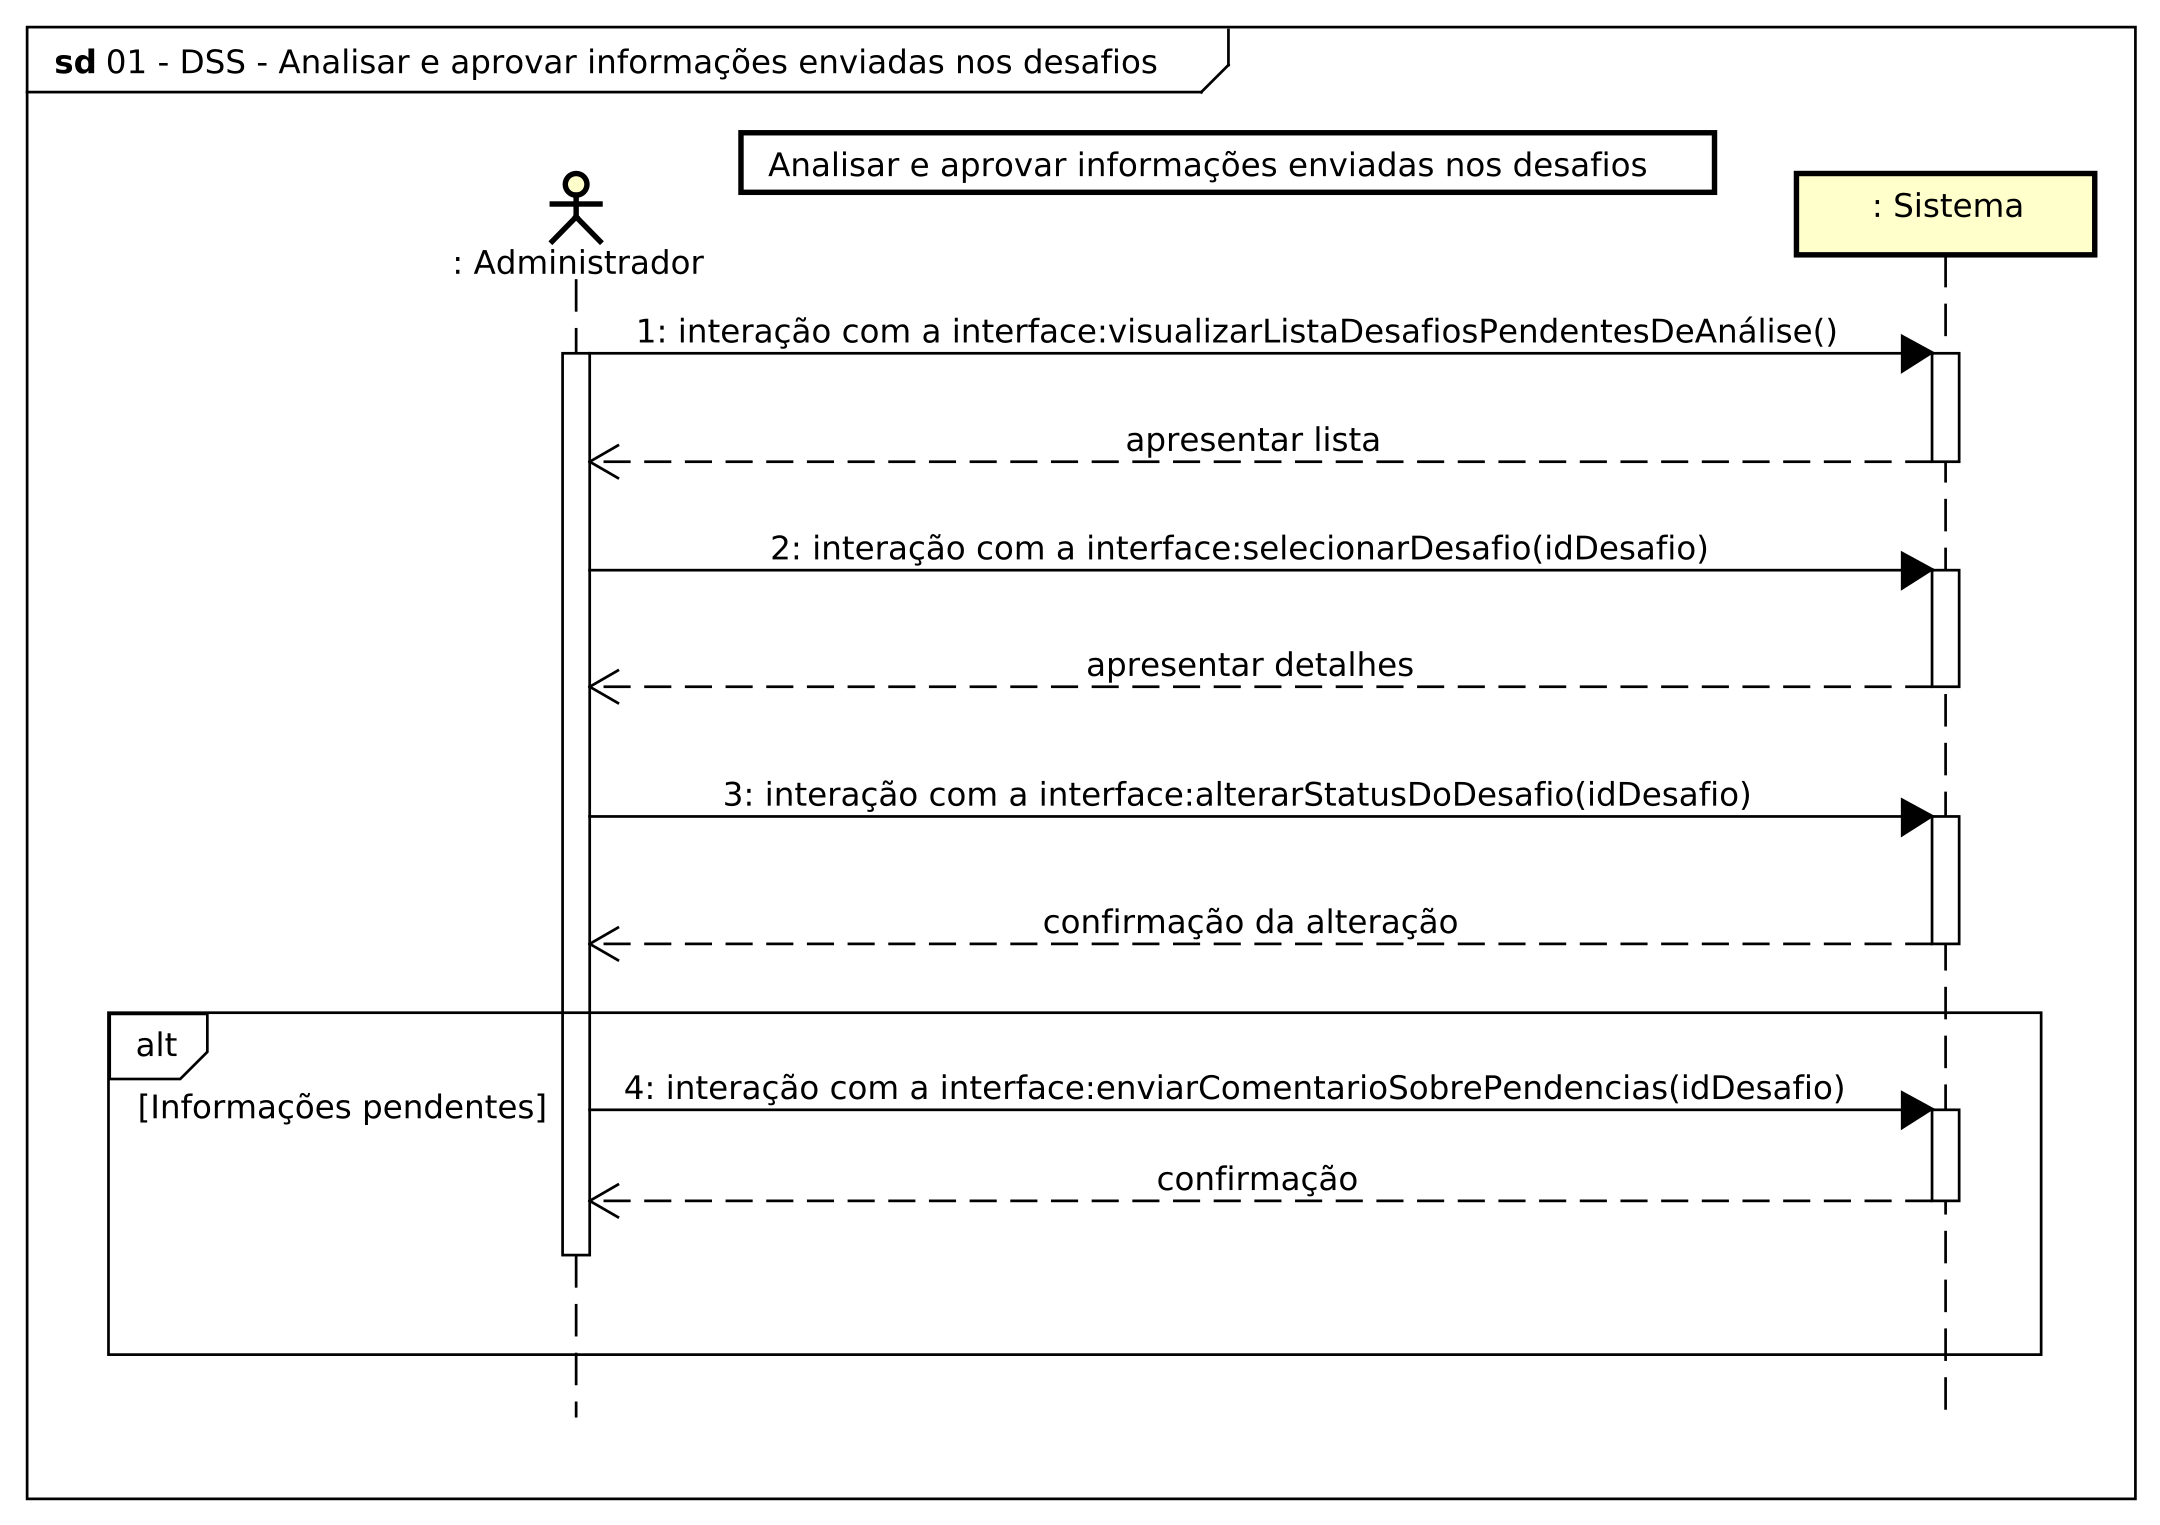 sd 01 - DSS - Analisar e aprovar informações enviadas nos desafios
Analisar e aprovar informações enviadas nos desafios
: Sistema
: Administrador
1: interação com a interface:visualizarListaDesafiosPendentesDeAnálise()
apresentar lista
2: interação com a interface:selecionarDesafio(idDesafio)
apresentar detalhes
3: interação com a interface:alterarStatusDoDesafio(idDesafio)
confirmação da alteração
alt
4: interação com a interface:enviarComentarioSobrePendencias(idDesafio)
[Informações pendentes]
confirmação